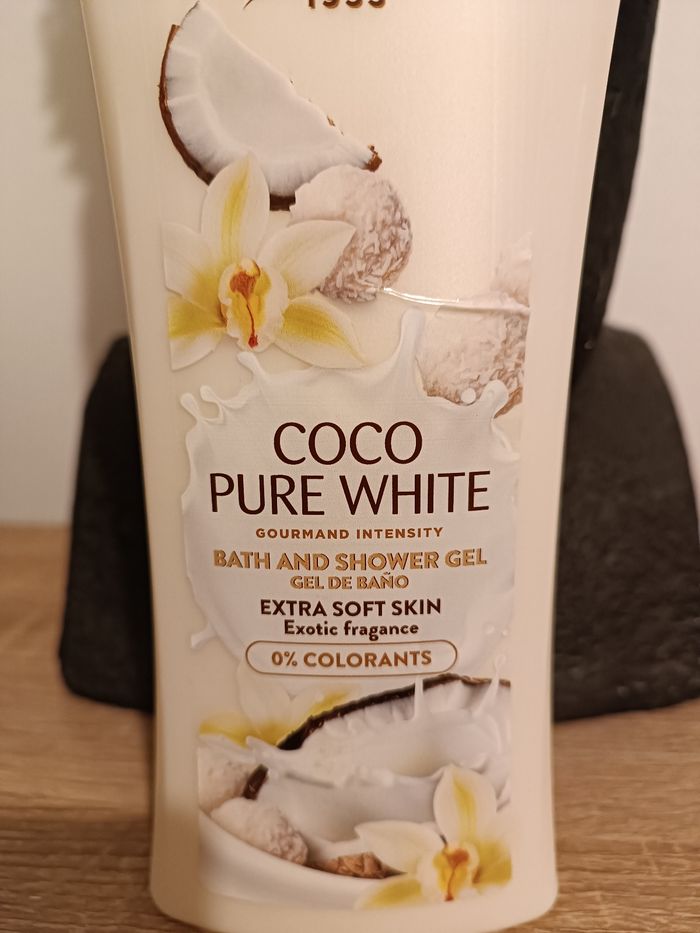 COCO
PURE WHITE
GOURMAND INTENSITY
BATH AND SHOWER GEL
GEL DE BAÑO
EXTRA SOFT SKIN
Exotic fragance
0% COLORANTS